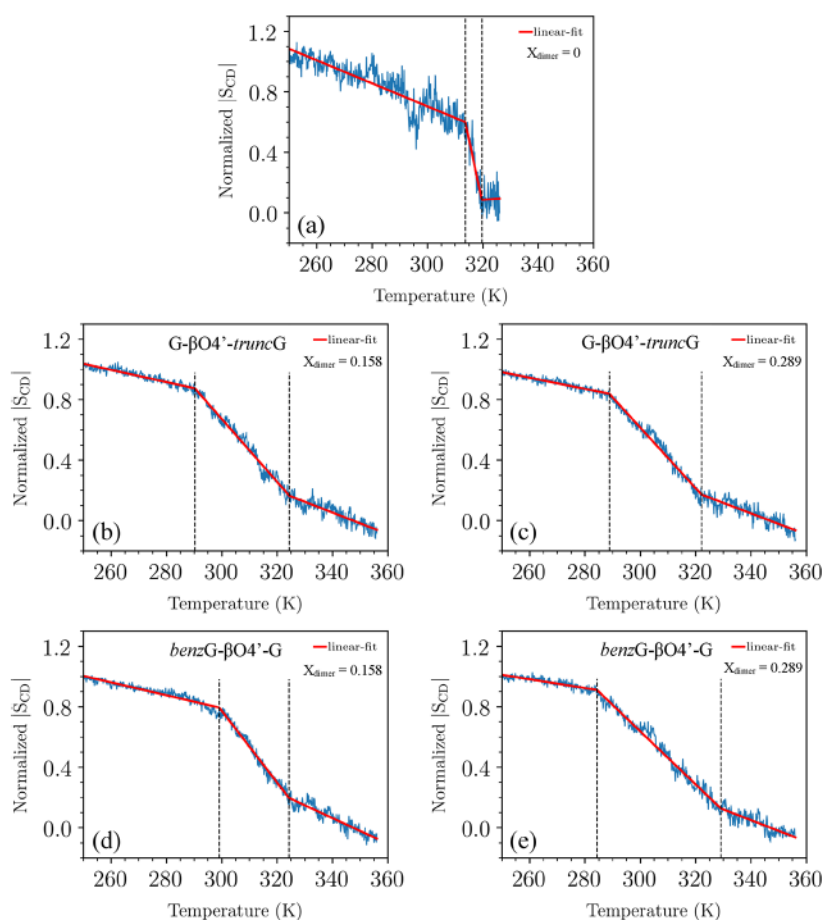 1.2
0.8
0.4
0.0
Normalized |S_CD|
linear-fit
X_dimer = 0
(a)
260 280 300 320 340 360
Temperature (K)
1.2
0.8
0.4
0.0
Normalized |S_CD|
G-βO4’-truncG
linear-fit
X_dimer = 0.158
(b)
260 280 300 320 340 360
Temperature (K)
1.2
0.8
0.4
0.0
Normalized |S_CD|
G-βO4’-truncG
linear-fit
X_dimer = 0.289
(c)
260 280 300 320 340 360
Temperature (K)
1.2
0.8
0.4
0.0
Normalized |S_CD|
benzG-βO4’-G
linear-fit
X_dimer = 0.158
(d)
260 280 300 320 340 360
Temperature (K)
1.2
0.8
0.4
0.0
Normalized |S_CD|
benzG-βO4’-G
linear-fit
X_dimer = 0.289
(e)
260 280 300 320 340 360
Temperature (K)